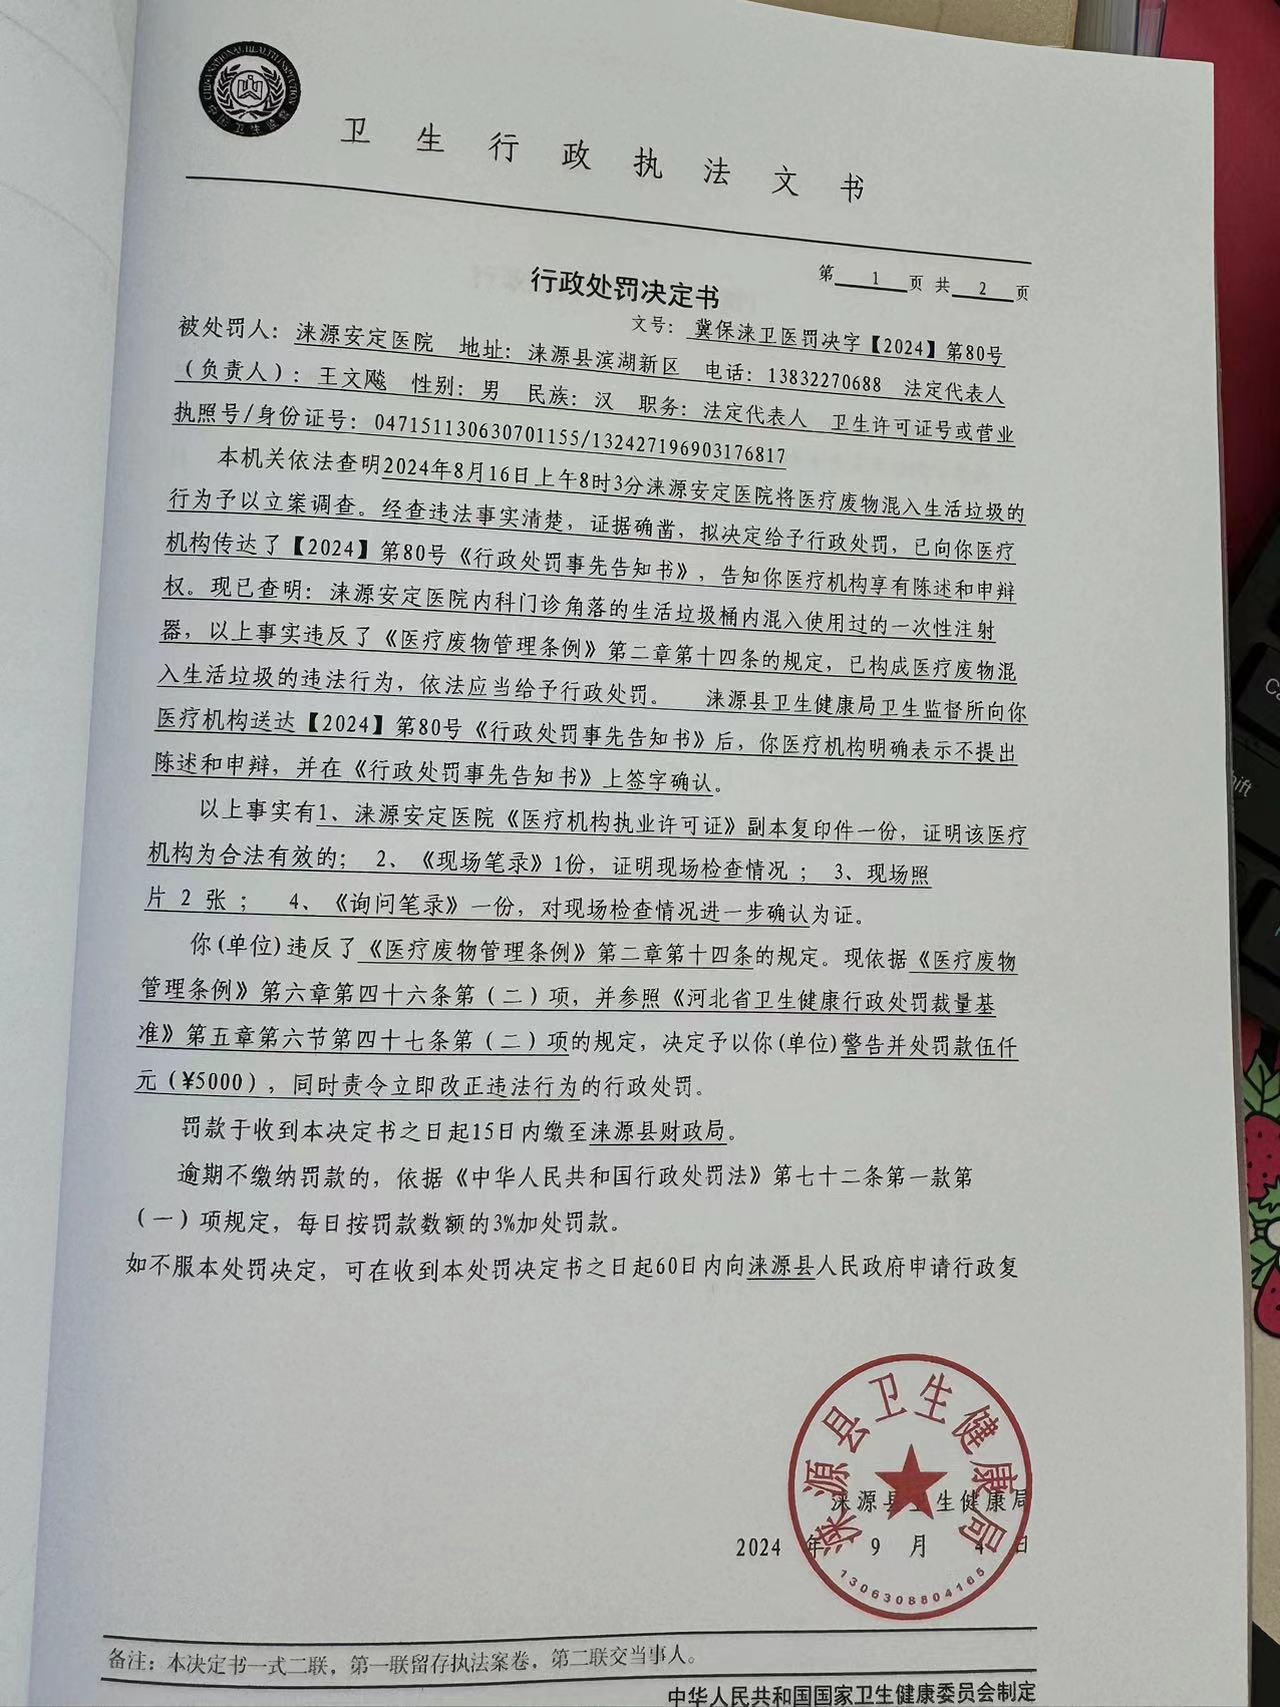 CHINA NATIONAL HEALTH INSPECTION
中国卫生监督
卫生行政执法文书
第 1 页 共 2 页
行政处罚决定书
文号：冀保涞卫医罚决字【2024】第80号
被处罚人：涞源安定医院 地址：涞源县滨湖新区 电话：13832270688 法定代表人
（负责人）：王文飚 性别：男 民族：汉 职务：法定代表人 卫生许可证号或营业
执照号/身份证号：047151130630701155/132427196903176817
本机关依法查明2024年8月16日上午8时3分涞源安定医院将医疗废物混入生活垃圾的
行为予以立案调查。经查违法事实清楚，证据确凿，拟决定给予行政处罚，已向你医疗
机构传达了【2024】第80号《行政处罚事先告知书》，告知你医疗机构享有陈述和申辩
权。现已查明：涞源安定医院内科门诊角落的生活垃圾桶内混入使用过的一次性注射
器，以上事实违反了《医疗废物管理条例》第二章第十四条的规定，已构成医疗废物混
入生活垃圾的违法行为，依法应当给予行政处罚。 涞源县卫生健康局卫生监督所向你
医疗机构送达【2024】第80号《行政处罚事先告知书》后，你医疗机构明确表示不提出
陈述和申辩，并在《行政处罚事先告知书》上签字确认。
以上事实有1、涞源安定医院《医疗机构执业许可证》副本复印件一份，证明该医疗
机构为合法有效的； 2、《现场笔录》1份，证明现场检查情况； 3、现场照
片 2 张； 4、《询问笔录》一份，对现场检查情况进一步确认为证。
你(单位)违反了《医疗废物管理条例》第二章第十四条的规定。现依据《医疗废物
管理条例》第六章第四十六条第（二）项，并参照《河北省卫生健康行政处罚裁量基
准》第五章第六节第四十七条第（二）项的规定，决定予以你(单位)警告并处罚款伍仟
元（¥5000），同时责令立即改正违法行为的行政处罚。
罚款于收到本决定书之日起15日内缴至涞源县财政局。
逾期不缴纳罚款的，依据《中华人民共和国行政处罚法》第七十二条第一款第
（一）项规定，每日按罚款数额的3%加处罚款。
如不服本处罚决定，可在收到本处罚决定书之日起60日内向涞源县人民政府申请行政复
涞源县卫生健康局
涞源县卫生健康局
2024 年 9 月 4 日
1306308804165
备注：本决定书一式二联，第一联留存执法案卷，第二联交当事人。
中华人民共和国国家卫生健康委员会制定